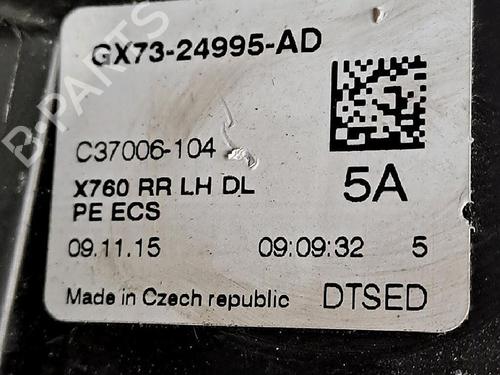 GX73-24995-AD
C37006-104
X760 RR LH DL
5A
PE ECS
09.11.15 09:09:32 5
Made in Czech republic DTSED
B-PARTS